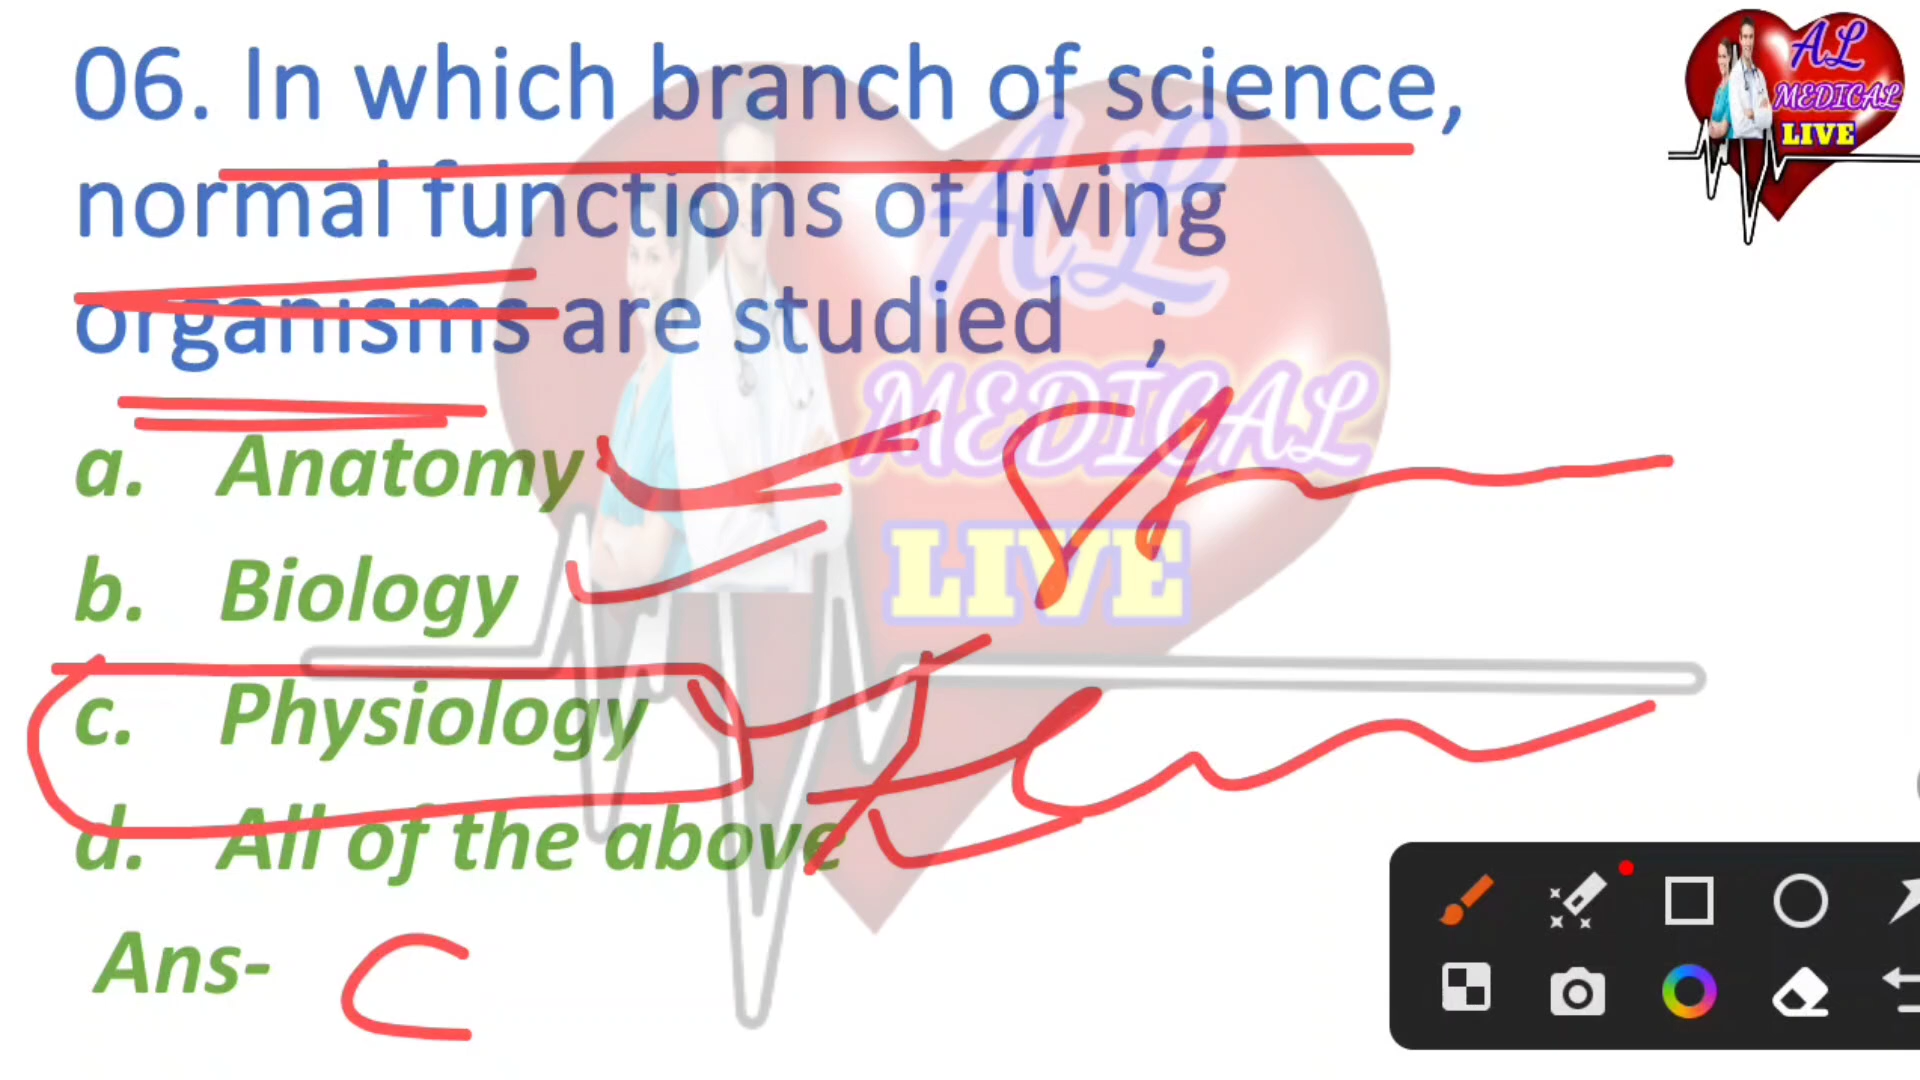 06. In which branch of science,
normal functions of living
organisms are studied ;
a. Anatomy
b. Biology
c. Physiology
d. All of the above
Ans- C
AL
MEDICAL
LIVE
AL
MEDICAL
LIVE